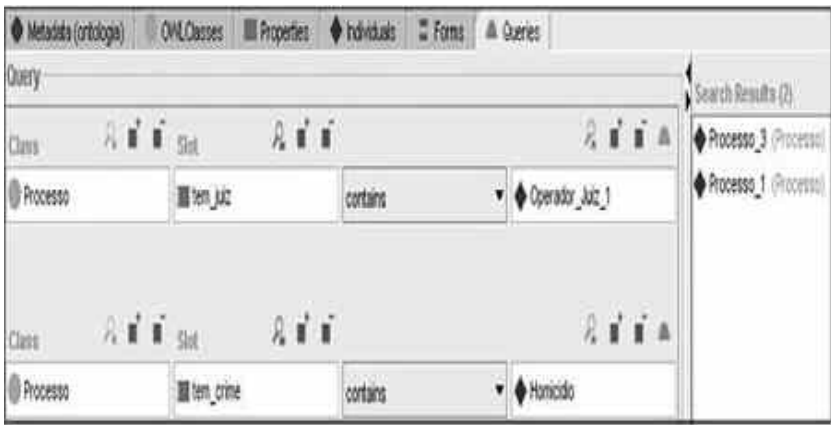 Metadata (ontologia) OWLClasses Properties Individuals Forms Queries
Query
Search Results (2)
Class Slot
Processo tem_juiz contains Operador_Juiz_1
Processo_3 (Processo)
Processo_1 (Processo)
Class Slot
Processo tem_crime contains Homicidio